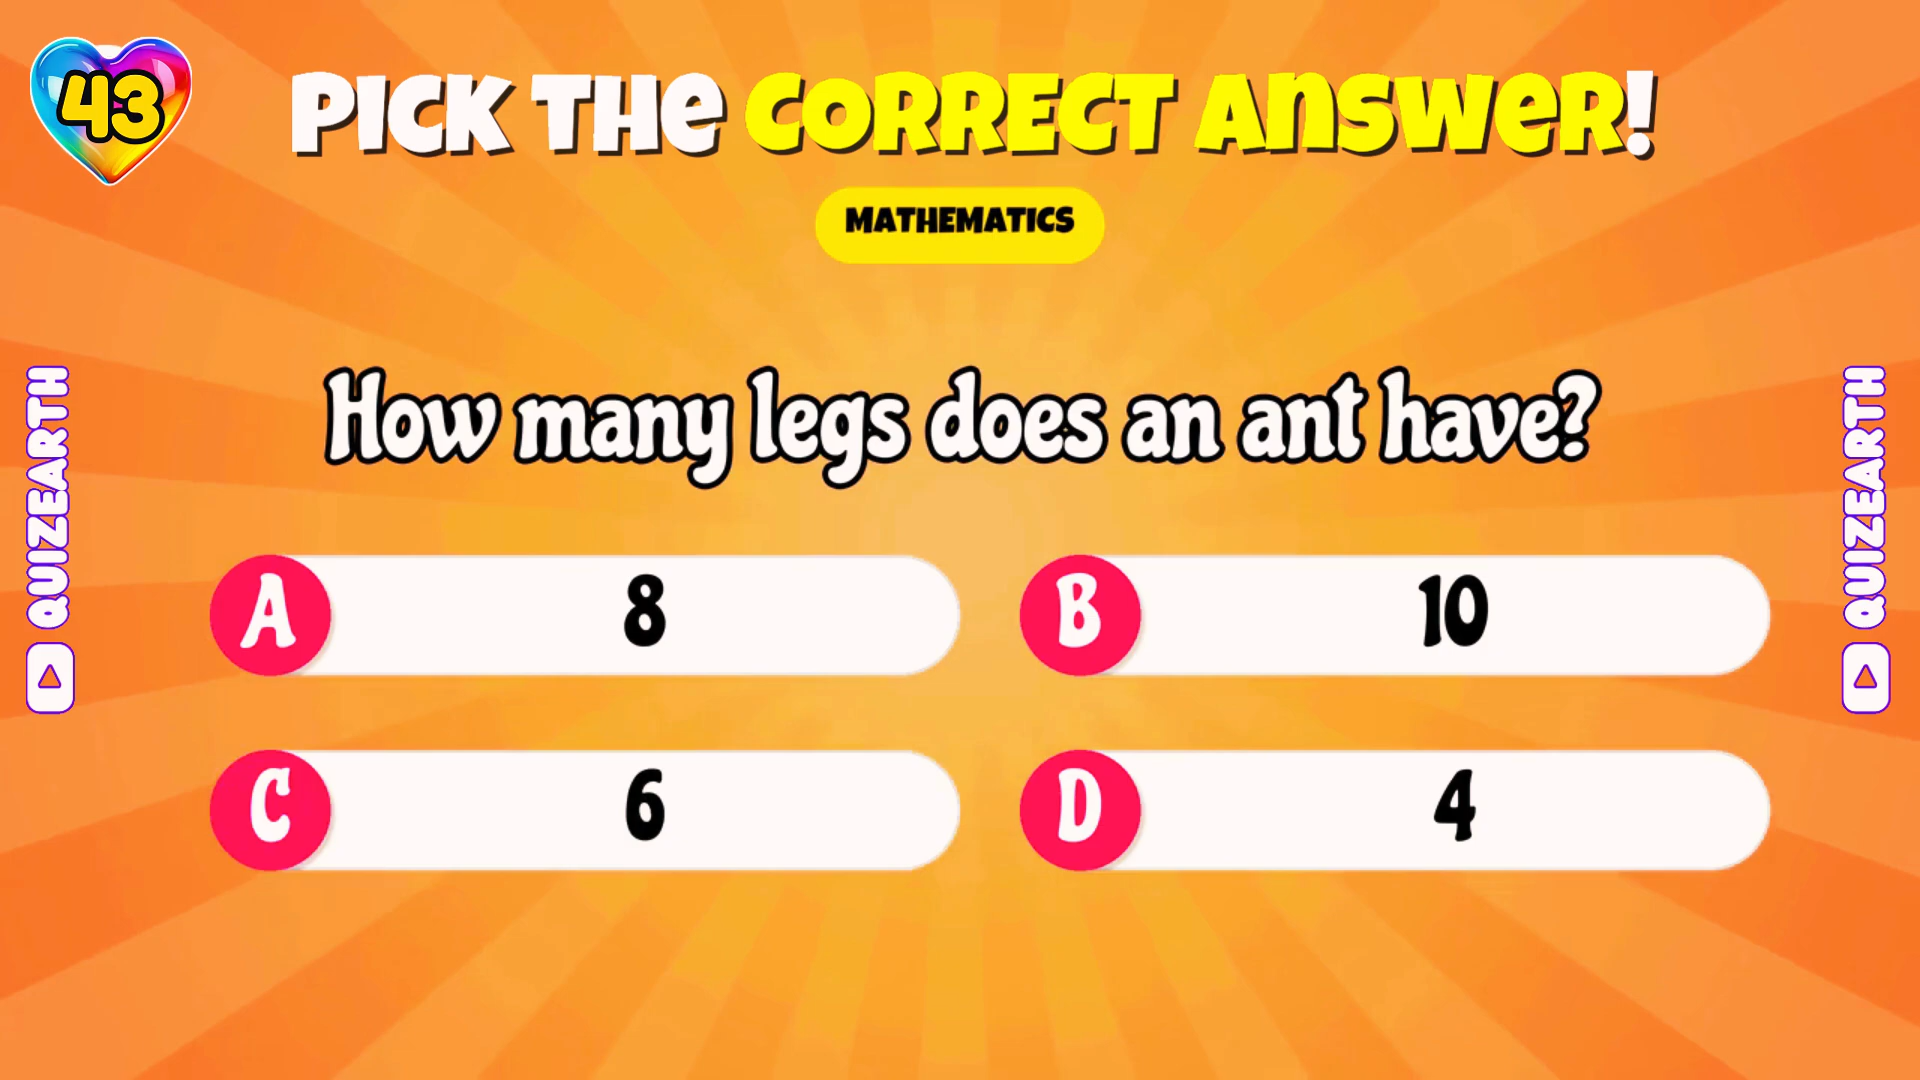 43
PICK THE CORRECT ANSWER!
MATHEMATICS
How many legs does an ant have?
A 8
B 10
C 6
D 4
QUIZEARTH
QUIZEARTH